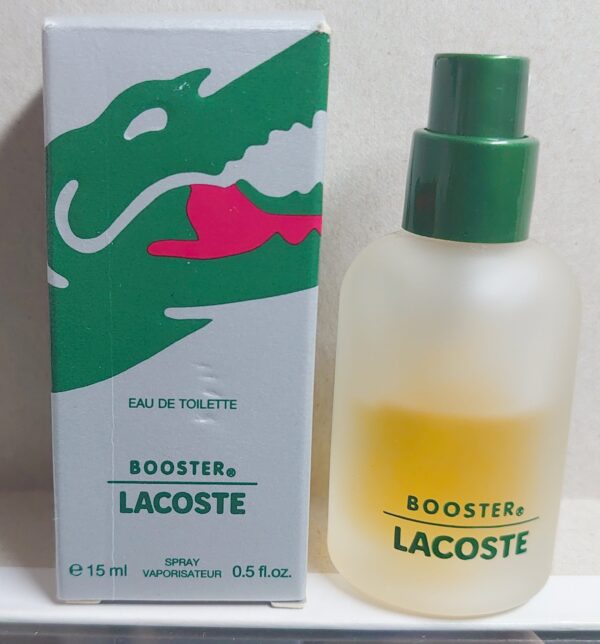 EAU DE TOILETTE
BOOSTER®
LACOSTE
℮ 15 ml SPRAY VAPORISATEUR 0.5 fl.oz.
BOOSTER®
LACOSTE